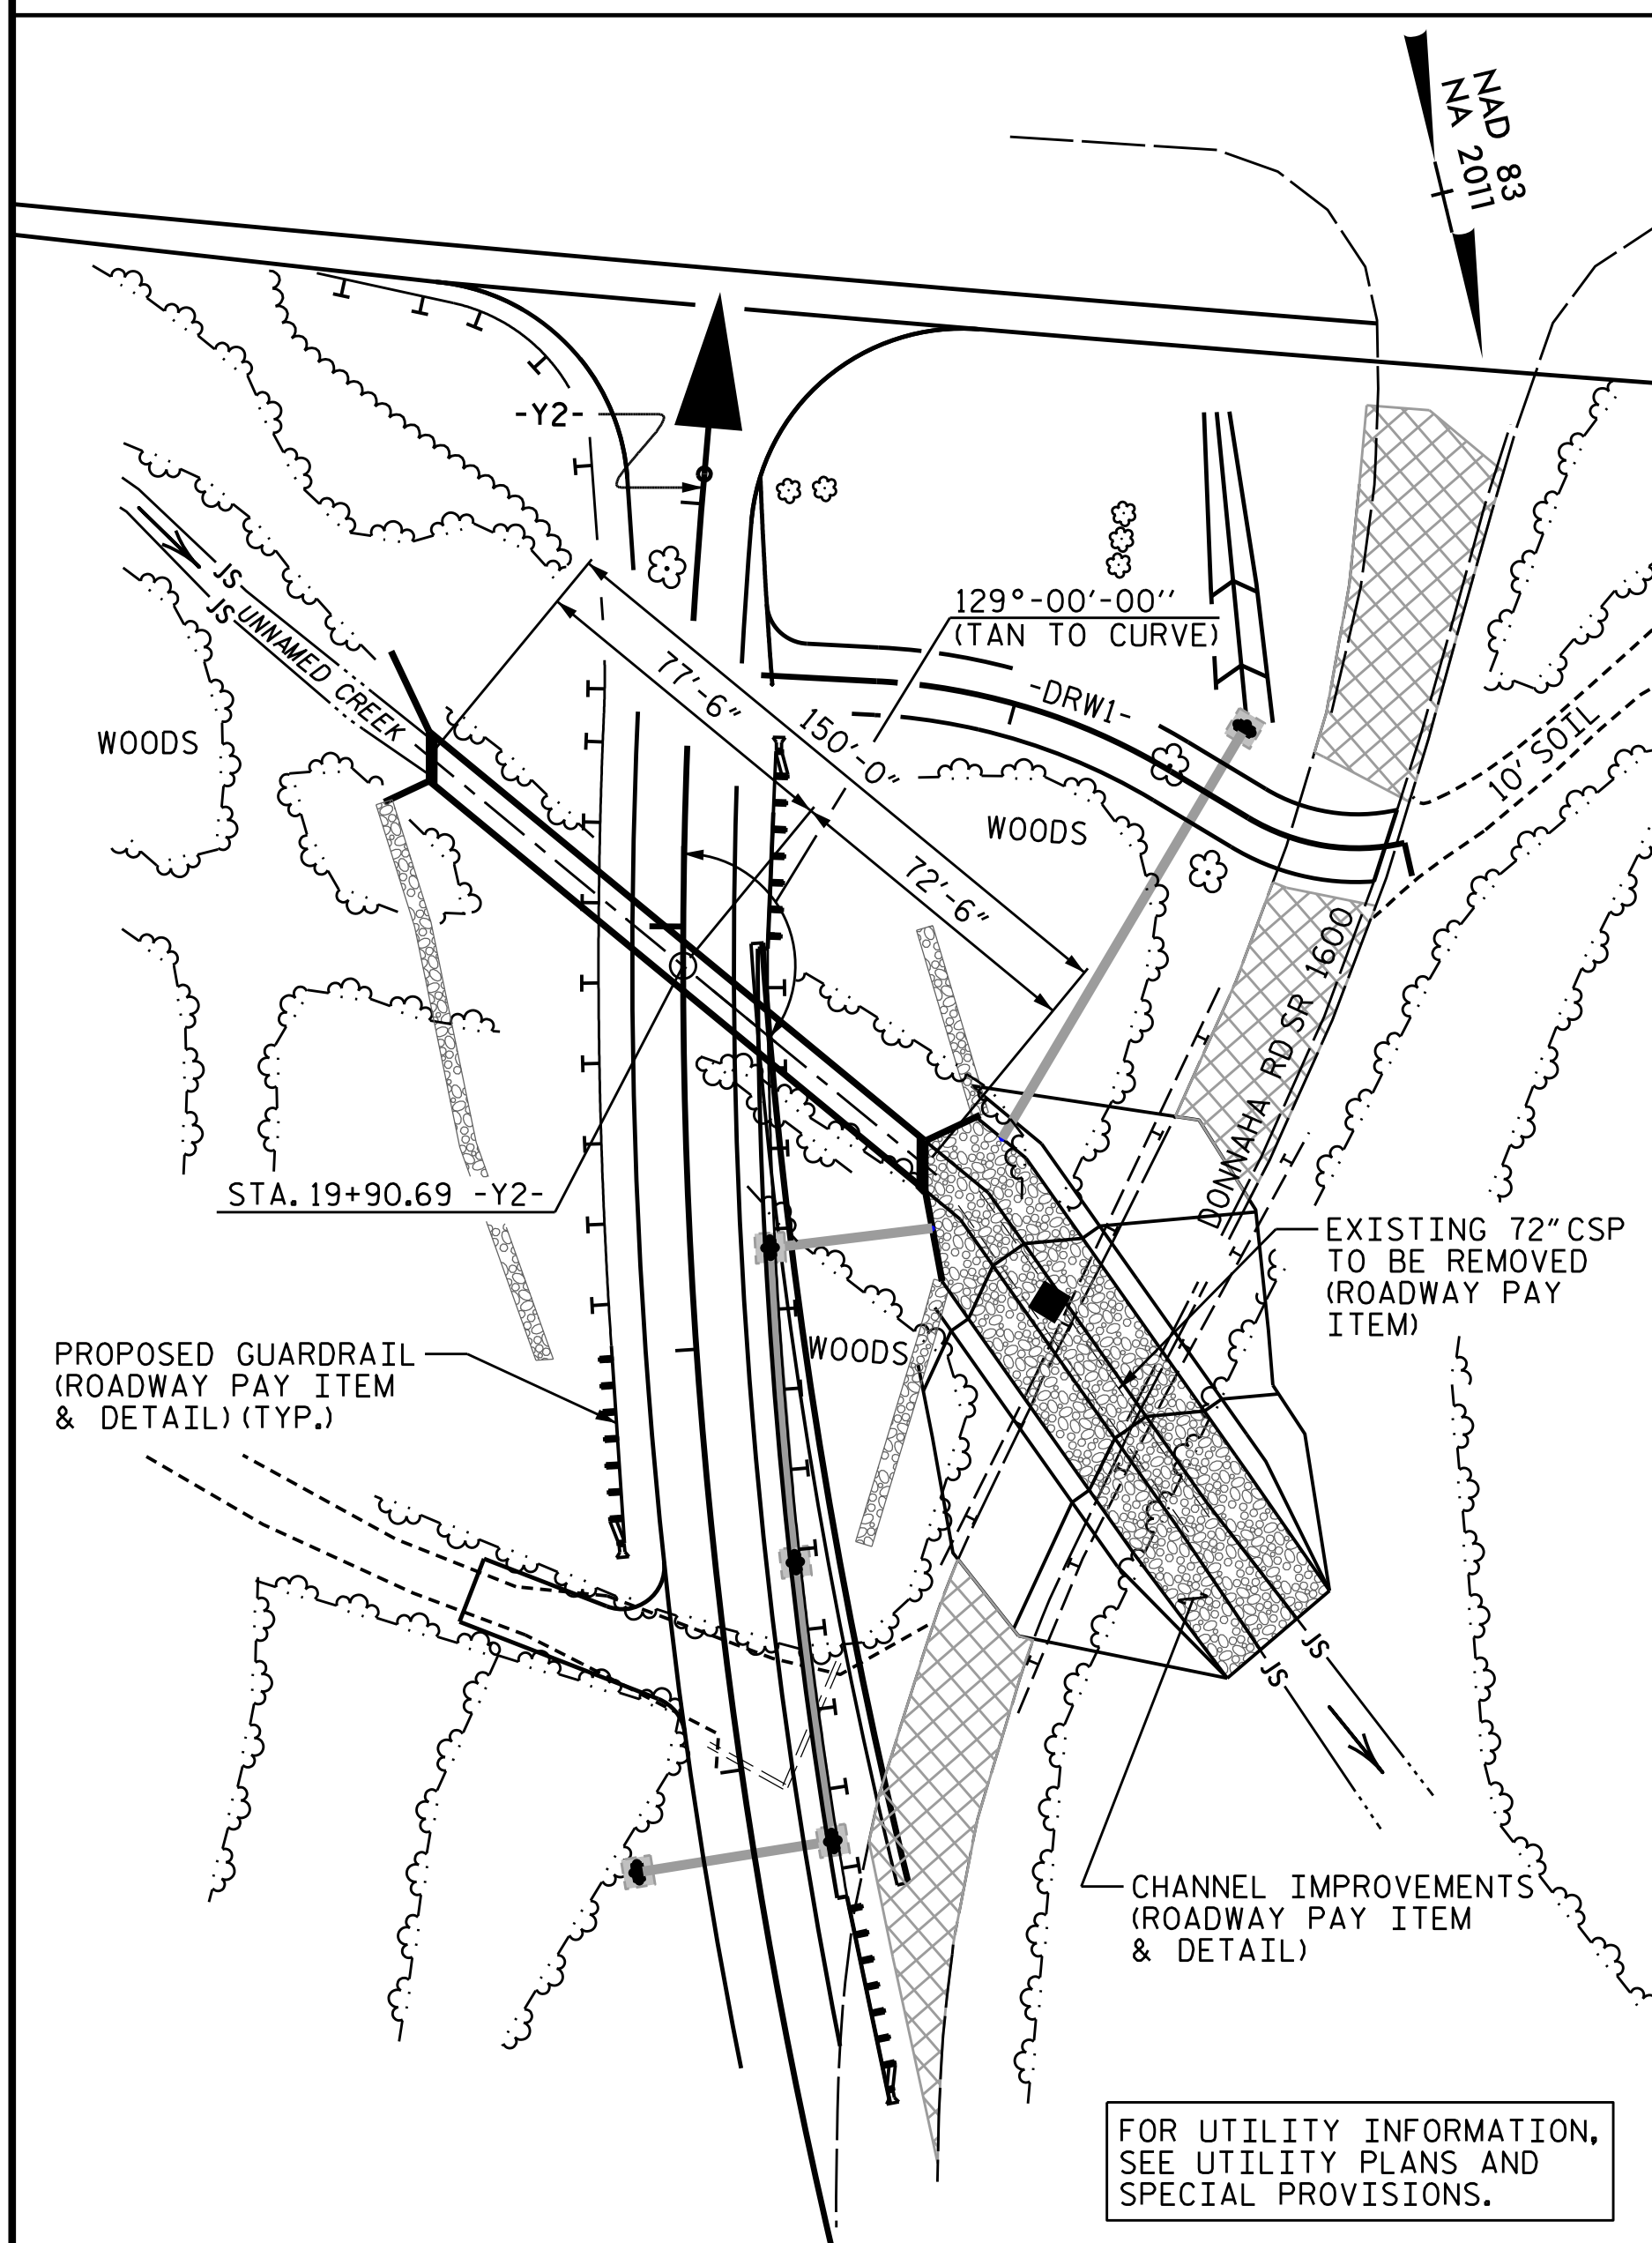 NAD 83
NA 2011
-Y2-
129°-00'-00"
(TAN TO CURVE)
JS
JS
UNNAMED CREEK
77'-6"
150'-0"
-DRW1-
WOODS
10' SOIL
WOODS
72'-6"
DONNAHA RD SR 1600
STA. 19+90.69 -Y2-
EXISTING 72" CSP
TO BE REMOVED
(ROADWAY PAY
ITEM)
WOODS
PROPOSED GUARDRAIL
(ROADWAY PAY ITEM
& DETAIL) (TYP.)
JS
JS
CHANNEL IMPROVEMENTS
(ROADWAY PAY ITEM
& DETAIL)
FOR UTILITY INFORMATION,
SEE UTILITY PLANS AND
SPECIAL PROVISIONS.